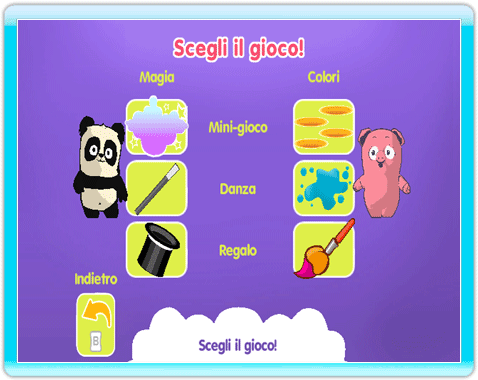 Scegli il gioco!
Magia
Colori
Mini-gioco
Danza
Regalo
Indietro
B
Scegli il gioco!